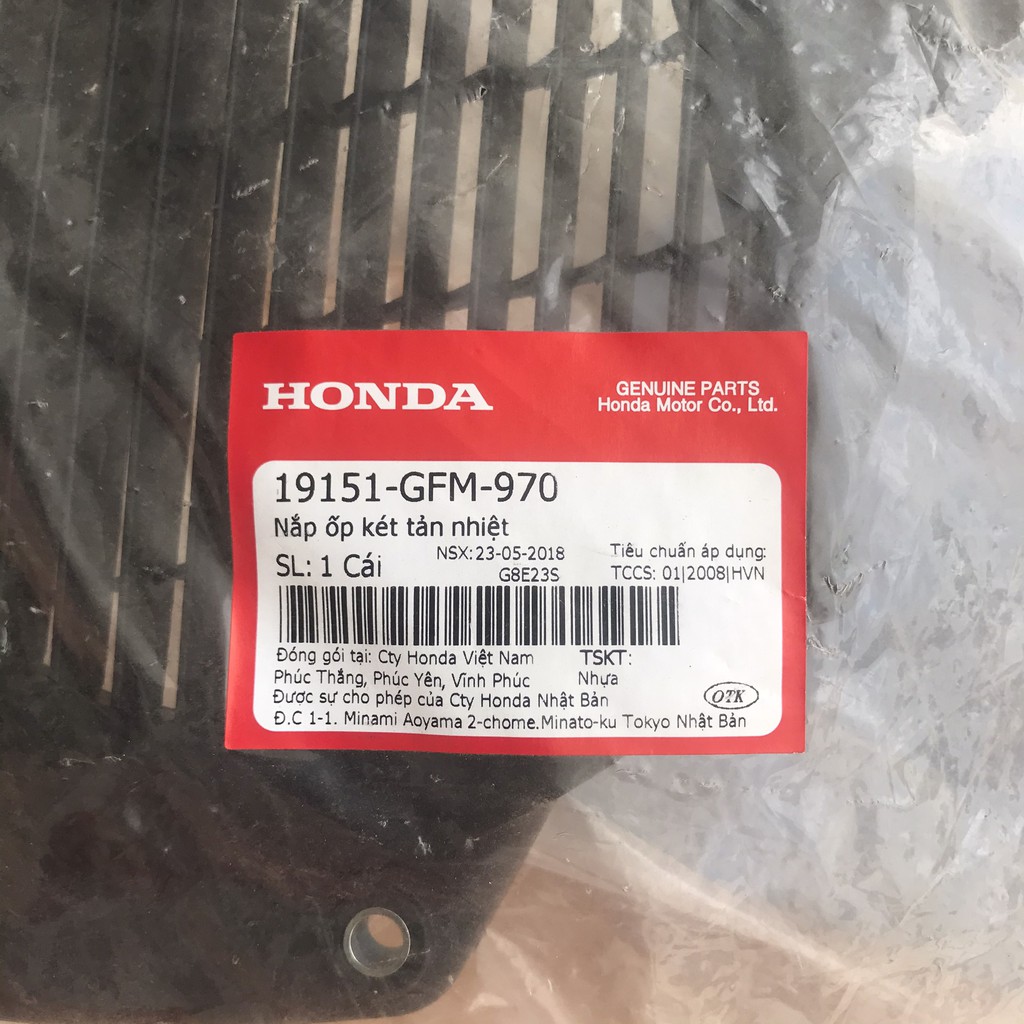 HONDA
GENUINE PARTS
Honda Motor Co., Ltd.
19151-GFM-970
Nắp ốp két tản nhiệt
SL: 1 Cái
NSX:23-05-2018
G8E23S
Tiêu chuẩn áp dụng:
TCCS: 01|2008|HVN
Đóng gói tại: Cty Honda Việt Nam
Phúc Thắng, Phúc Yên, Vĩnh Phúc
TSKT:
Nhựa
Được sự cho phép của Cty Honda Nhật Bản
Đ.C 1-1. Minami Aoyama 2-chome.Minato-ku Tokyo Nhật Bản
OTK